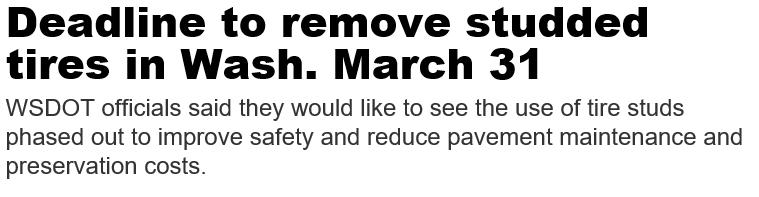 Deadline to remove studded
tires in Wash. March 31
WSDOT officials said they would like to see the use of tire studs
phased out to improve safety and reduce pavement maintenance and
preservation costs.